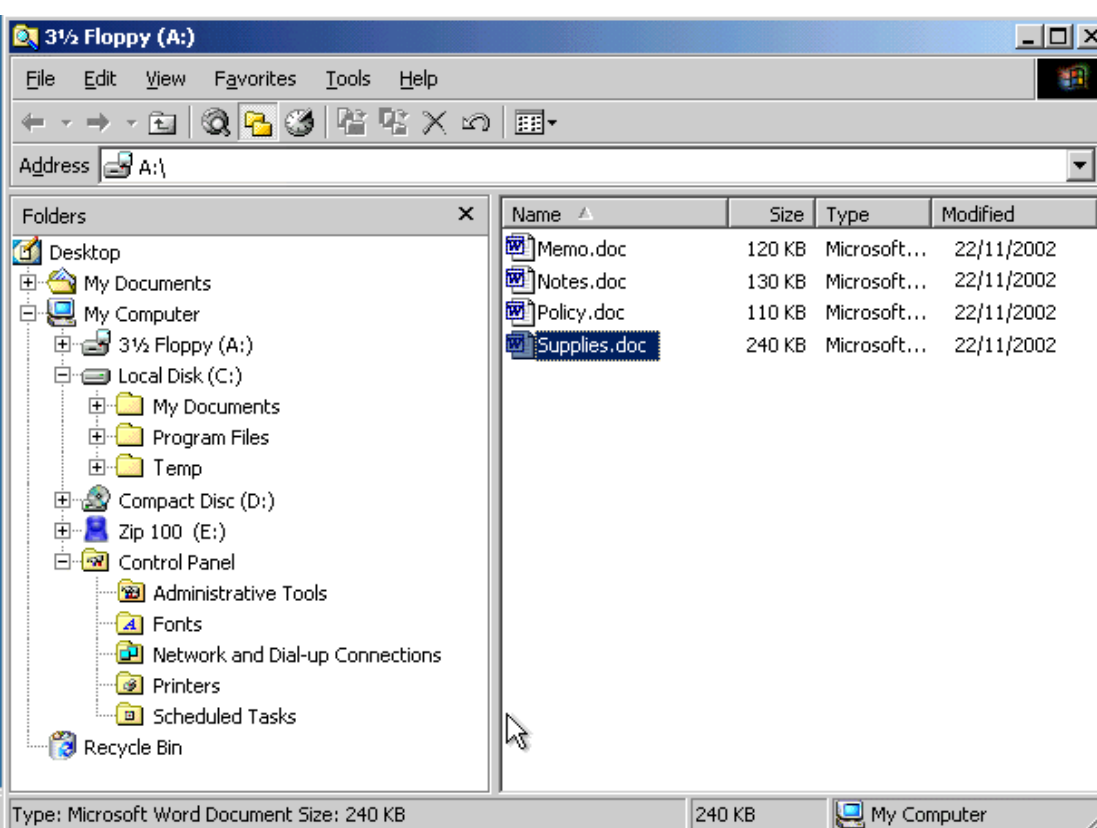 3½ Floppy (A:)
File Edit View Favorites Tools Help
Address A:\
Folders
Desktop
My Documents
My Computer
3½ Floppy (A:)
Local Disk (C:)
My Documents
Program Files
Temp
Compact Disc (D:)
Zip 100 (E:)
Control Panel
Administrative Tools
Fonts
Network and Dial-up Connections
Printers
Scheduled Tasks
Recycle Bin
Name Size Type Modified
Memo.doc 120 KB Microsoft... 22/11/2002
Notes.doc 130 KB Microsoft... 22/11/2002
Policy.doc 110 KB Microsoft... 22/11/2002
Supplies.doc 240 KB Microsoft... 22/11/2002
Type: Microsoft Word Document Size: 240 KB 240 KB My Computer